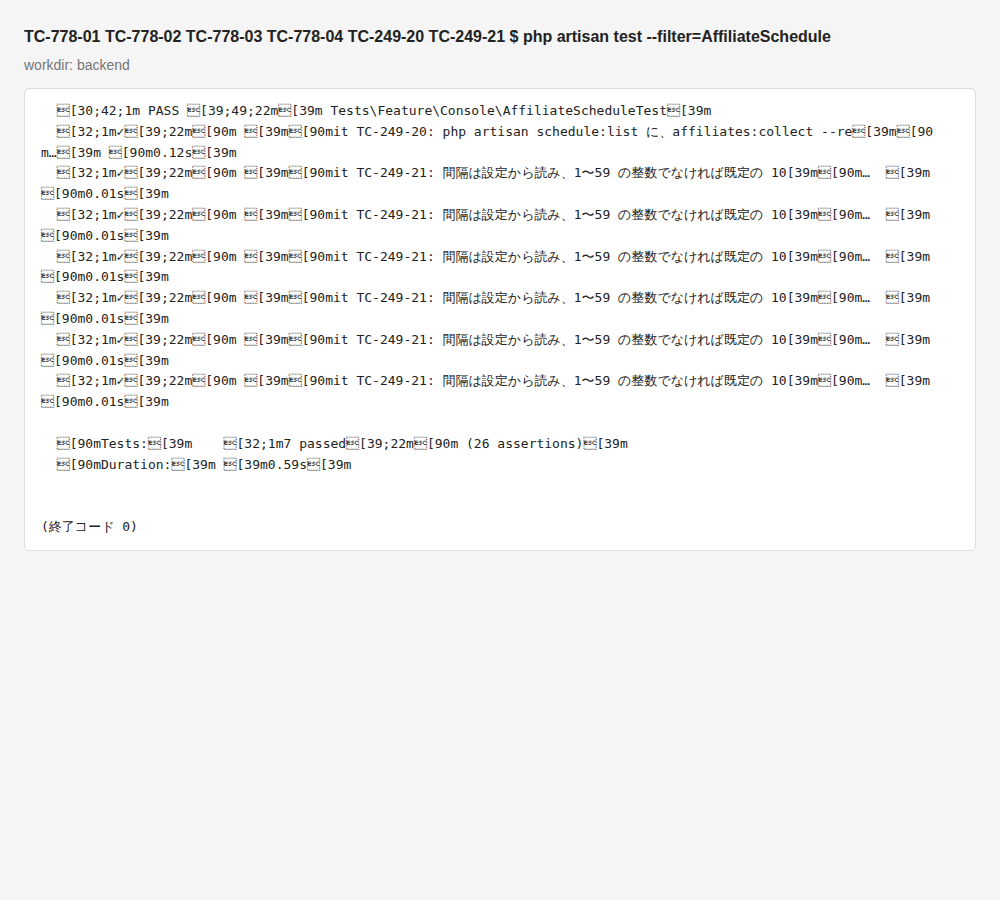 TC-778-01 TC-778-02 TC-778-03 TC-778-04 TC-249-20 TC-249-21 $ php artisan test --filter=AffiliateSchedule
workdir: backend
␛[30;42;1m PASS ␛[39;49;22m␛[39m Tests\Feature\Console\AffiliateScheduleTest␛[39m
␛[32;1m✓␛[39;22m␛[90m ␛[39m␛[90mit TC-249-20: php artisan schedule:list に、affiliates:collect --re␛[39m␛[90
m…␛[39m ␛[90m0.12s␛[39m
␛[32;1m✓␛[39;22m␛[90m ␛[39m␛[90mit TC-249-21: 間隔は設定から読み、1〜59 の整数でなければ既定の 10[39m␛[90m…  ␛[39m
␛[90m0.01s␛[39m
␛[32;1m✓␛[39;22m␛[90m ␛[39m␛[90mit TC-249-21: 間隔は設定から読み、1〜59 の整数でなければ既定の 10[39m␛[90m…  ␛[39m
␛[90m0.01s␛[39m
␛[32;1m✓␛[39;22m␛[90m ␛[39m␛[90mit TC-249-21: 間隔は設定から読み、1〜59 の整数でなければ既定の 10[39m␛[90m…  ␛[39m
␛[90m0.01s␛[39m
␛[32;1m✓␛[39;22m␛[90m ␛[39m␛[90mit TC-249-21: 間隔は設定から読み、1〜59 の整数でなければ既定の 10[39m␛[90m…  ␛[39m
␛[90m0.01s␛[39m
␛[32;1m✓␛[39;22m␛[90m ␛[39m␛[90mit TC-249-21: 間隔は設定から読み、1〜59 の整数でなければ既定の 10[39m␛[90m…  ␛[39m
␛[90m0.01s␛[39m
␛[32;1m✓␛[39;22m␛[90m ␛[39m␛[90mit TC-249-21: 間隔は設定から読み、1〜59 の整数でなければ既定の 10[39m␛[90m…  ␛[39m
␛[90m0.01s␛[39m
␛[90mTests:␛[39m    ␛[32;1m7 passed␛[39;22m␛[90m (26 assertions)␛[39m
␛[90mDuration:␛[39m ␛[39m0.59s␛[39m
(終了コード 0)